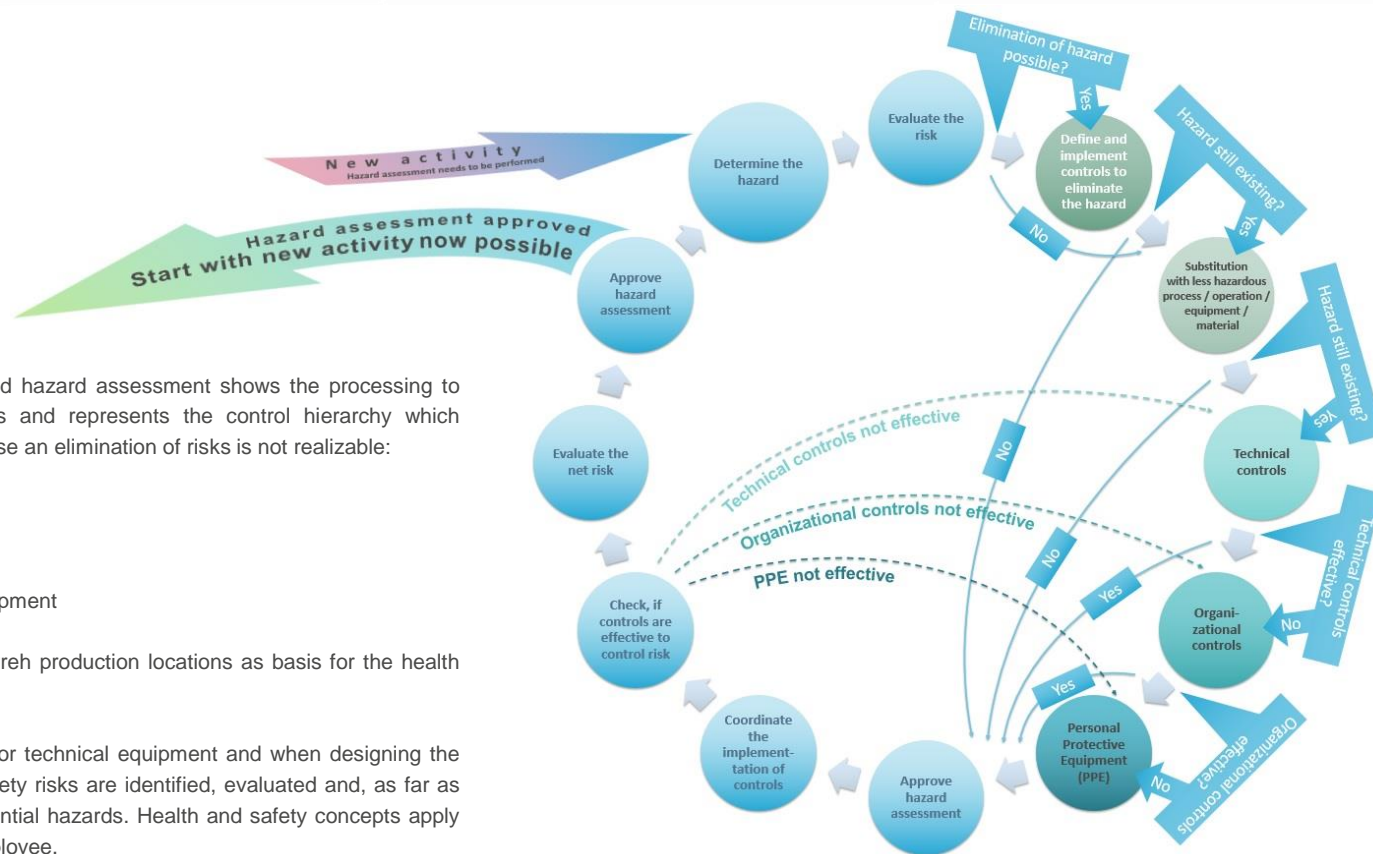 New activity
Hazard assessment needs to be performed
Hazard assessment approved
Start with new activity now possible
Determine the
hazard
Evaluate the
risk
Elimination of hazard
possible?
Yes
No
Define and
implement
controls to
eliminate
the hazard
Hazard still existing?
Yes
No
Substitution
with less hazardous
process / operation /
equipment /
material
Hazard still existing?
Yes
No
Technical
controls
Technical controls
effective?
No
Yes
Organi-
zational
controls
Organizational controls
effective?
No
Yes
Personal
Protective
Equipment
(PPE)
Approve
hazard
assessment
Coordinate
the
implement-
tation of
controls
Check, if
controls are
effective to
control risk
Technical controls not effective
Organizational controls not effective
PPE not effective
Evaluate the
net risk
Approve
hazard
assessment
d hazard assessment shows the processing to
s and represents the control hierarchy which
se an elimination of risks is not realizable:
pment
reh production locations as basis for the health
or technical equipment and when designing the
ety risks are identified, evaluated and, as far as
ntial hazards. Health and safety concepts apply
ployee.